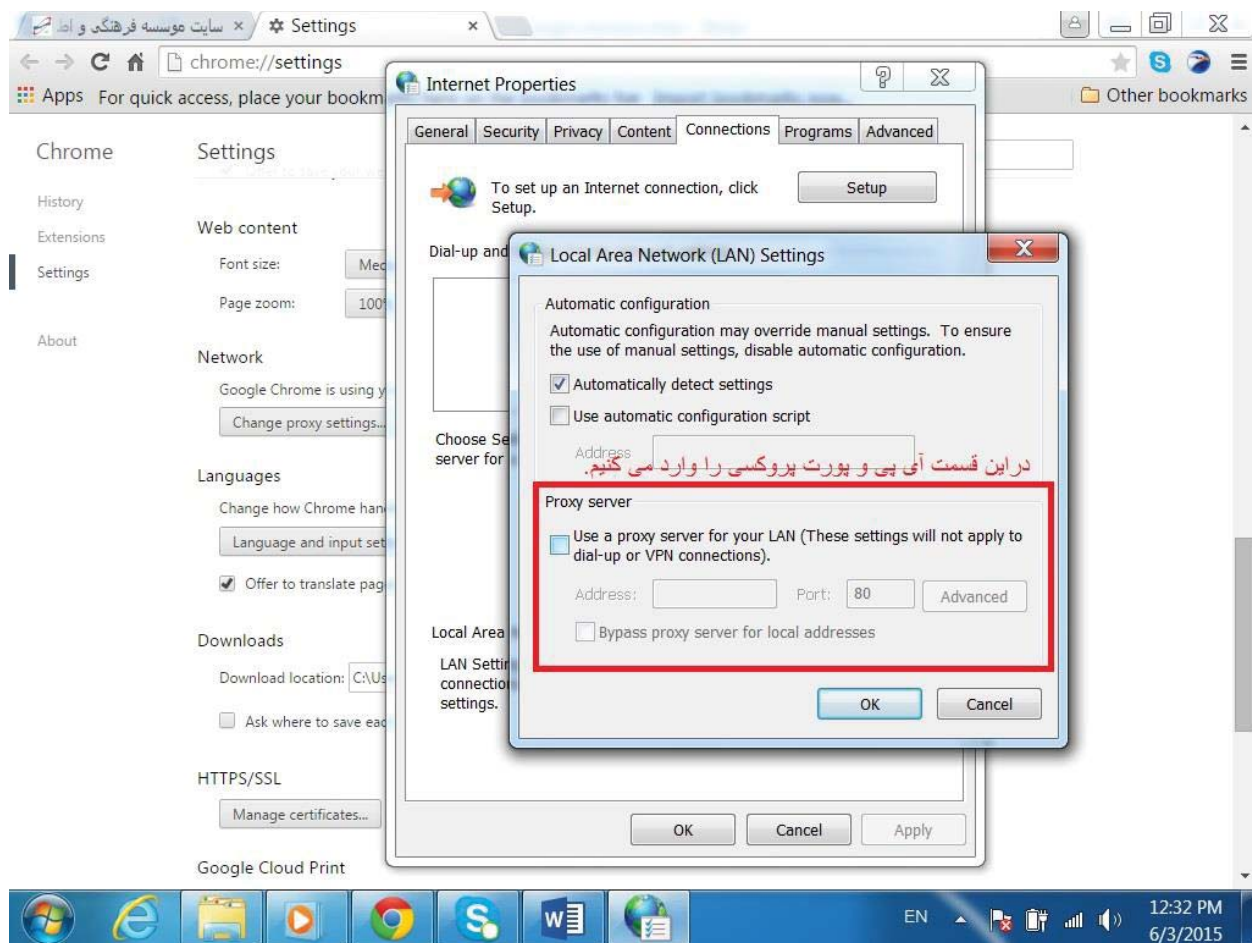 سایت موسسه فرهنگی و اط
Settings
chrome://settings
Apps For quick access, place your bookm
Other bookmarks
Chrome
History
Extensions
Settings
About
Settings
Web content
Font size:
Med
Page zoom:
100%
Network
Google Chrome is using y
Change proxy settings...
Languages
Change how Chrome han
Language and input set
Offer to translate pag
Downloads
Download location: C:\Us
Ask where to save eac
HTTPS/SSL
Manage certificates...
Google Cloud Print
Internet Properties
General Security Privacy Content Connections Programs Advanced
To set up an Internet connection, click
Setup.
Setup
Dial-up and
Choose Se
server for
Local Area
LAN Settin
connection
settings.
OK Cancel Apply
Local Area Network (LAN) Settings
Automatic configuration
Automatic configuration may override manual settings. To ensure
the use of manual settings, disable automatic configuration.
Automatically detect settings
Use automatic configuration script
Address
در این قسمت آی پی و پورت پروکسی را وارد می کنیم.
Proxy server
Use a proxy server for your LAN (These settings will not apply to
dial-up or VPN connections).
Address: Port: 80 Advanced
Bypass proxy server for local addresses
OK Cancel
EN
12:32 PM
6/3/2015